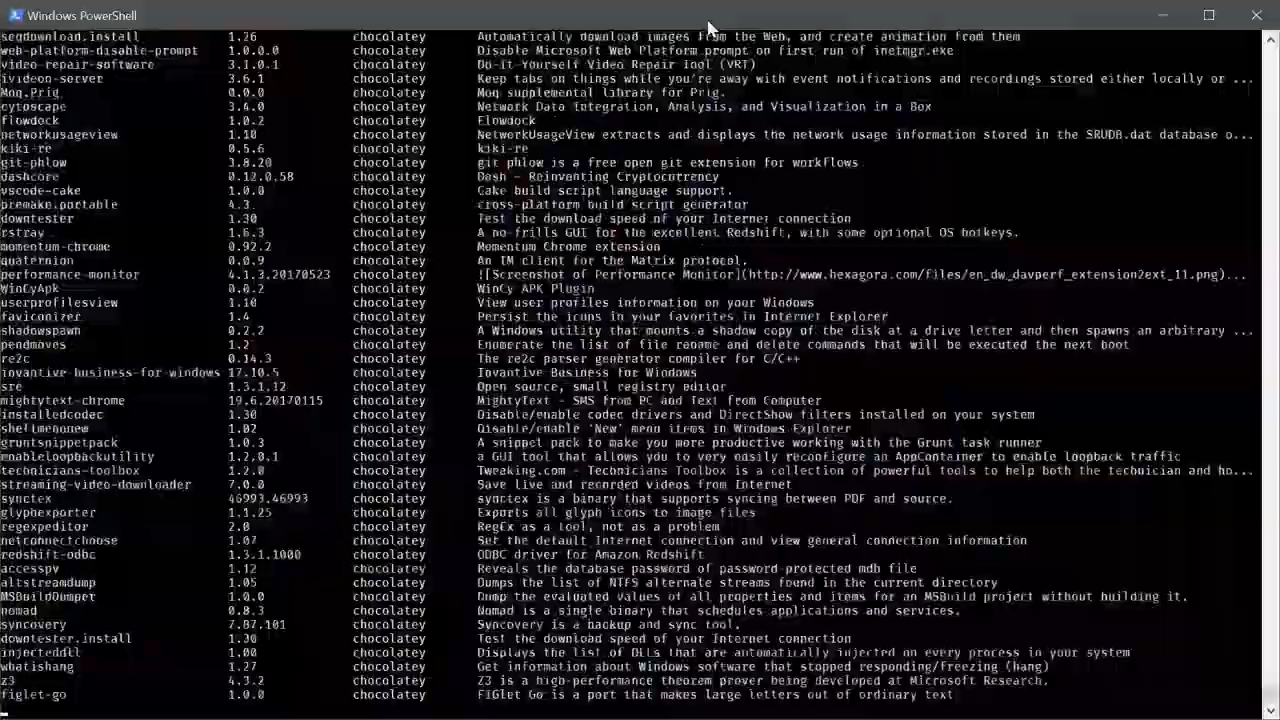 Windows PowerShell
seqdownload.install 1.26 chocolatey Automatically download images from the Web, and create animation from them
web-platform-disable-prompt 1.0.0.0 chocolatey Disable Microsoft Web Platform prompt on first run of inetmgr.exe
video-repair-software 3.1.0.1 chocolatey Do-It-Yourself Video Repair Tool (VRT)
ivideon-server 3.6.1 chocolatey Keep tabs on things while you're away with event notifications and recordings stored either locally or ...
Moq.Prig 0.0.0 chocolatey Moq supplemental library for Prig.
cytoscape 3.4.0 chocolatey Network Data Integration, Analysis, and Visualization in a Box
flowdock 1.0.2 chocolatey Flowdock
networkusageview 1.10 chocolatey NetworkUsageView extracts and displays the network usage information stored in the SRUDB.dat database o...
kiki-re 0.5.6 chocolatey kiki-re
git-phlow 3.8.20 chocolatey git phlow is a free open git extension for workflows
dashcore 0.12.0.58 chocolatey Dash - Reinventing Cryptocurrency
vscode-cake 1.0.0 chocolatey Cake build script language support.
premake.portable 4.3 chocolatey cross-platform build script generator
downtester 1.30 chocolatey Test the download speed of your Internet connection
rstray 1.6.3 chocolatey A no-frills GUI for the excellent Redshift, with some optional OS hotkeys.
momentum-chrome 0.92.2 chocolatey Momentum Chrome extension
quaternion 0.0.9 chocolatey An IM client for the Matrix protocol.
performance-monitor 4.1.3.20170523 chocolatey ![Screenshot of Performance Monitor](http://www.hexagora.com/files/en_dw_davperf_extension2ext_11.png)...
WinCyApk 0.0.2 chocolatey WinCy APK Plugin
userprofilesview 1.10 chocolatey View user profiles information on your Windows
faviconizer 1.4 chocolatey Persist the icons in your favorites in Internet Explorer
shadowspawn 0.2.2 chocolatey A Windows utility that mounts a shadow copy of the disk at a drive letter and then spawns an arbitrary ...
pendmoves 1.2 chocolatey Enumerate the list of file rename and delete commands that will be executed the next boot
re2c 0.14.3 chocolatey The re2c parser generator compiler for C/C++
invantive-business-for-windows 17.10.5 chocolatey Invantive Business for Windows
sre 1.3.1.12 chocolatey Open source, small registry editor
mightytext-chrome 19.6.20170115 chocolatey MightyText - SMS from PC and Text from Computer
installedcodec 1.30 chocolatey Disable/enable codec drivers and DirectShow filters installed on your system
shellmenunew 1.02 chocolatey Disable/enable 'New' menu items in Windows Explorer
gruntsnippetpack 1.0.3 chocolatey A snippet pack to make you more productive working with the Grunt task runner
enableloopbackutility 1.2.0.1 chocolatey a GUI tool that allows you to very easily reconfigure an AppContainer to enable loopback traffic
technicians-toolbox 1.2.0 chocolatey Tweaking.com - Technicians Toolbox is a collection of powerful tools to help both the technician and ho...
streaming-video-downloader 7.0.0 chocolatey Save live and recorded videos from Internet
synctex 46993.46993 chocolatey synctex is a binary that supports syncing between PDF and source.
glyphexporter 1.1.25 chocolatey Exports all glyph icons to image files
regexpeditor 2.0 chocolatey RegEx as a tool, not as a problem
netconnectchoose 1.07 chocolatey Set the default Internet connection and view general connection information
redshift-odbc 1.3.1.1000 chocolatey ODBC driver for Amazon Redshift
accesspv 1.12 chocolatey Reveals the database password of password-protected mdb file
altstreamdump 1.05 chocolatey Dumps the list of NTFS alternate streams found in the current directory
MSBuildDumper 1.0.0 chocolatey Dump the evaluated values of all properties and items for an MSBuild project without building it.
nomad 0.8.3 chocolatey Nomad is a single binary that schedules applications and services.
syncovery 7.87.101 chocolatey Syncovery is a backup and sync tool.
downtester.install 1.30 chocolatey Test the download speed of your Internet connection
injecteddll 1.00 chocolatey Displays the list of DLLs that are automatically injected on every process in your system
whatishang 1.27 chocolatey Get information about Windows software that stopped responding/freezing (hang)
z3 4.3.2 chocolatey Z3 is a high-performance theorem prover being developed at Microsoft Research.
figlet-go 1.0.0 chocolatey FIGlet Go is a port that makes large letters out of ordinary text